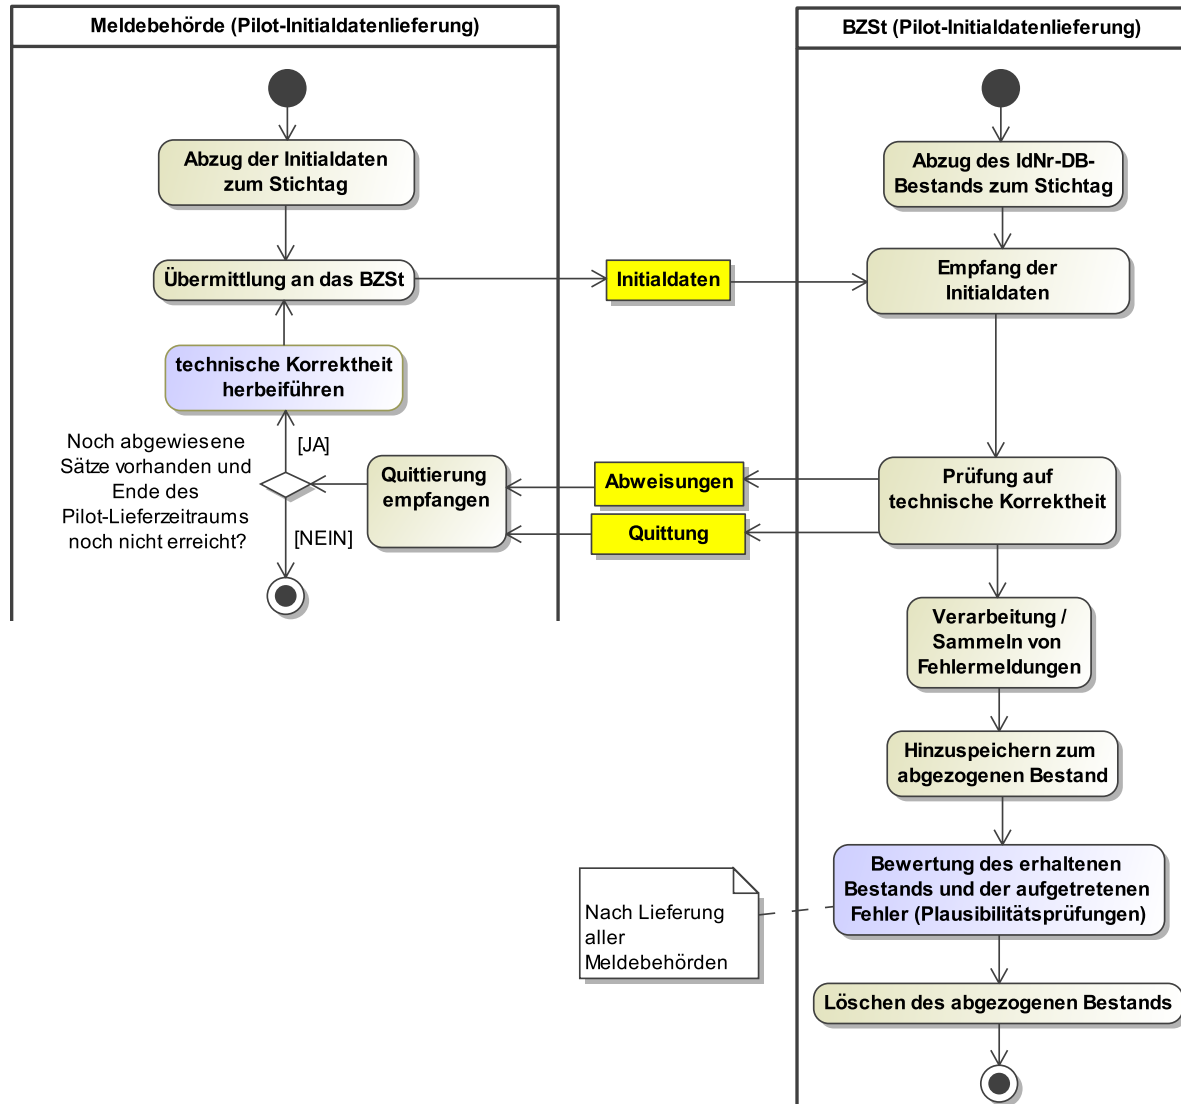 Meldebehörde (Pilot-Initialdatenlieferung)
Abzug der Initialdaten
zum Stichtag
Übermittlung an das BZSt
technische Korrektheit
herbeiführen
Noch abgewiesene
Sätze vorhanden und
Ende des
Pilot-Lieferzeitraums
noch nicht erreicht?
[JA]
[NEIN]
Quittierung
empfangen
Initialdaten
Abweisungen
Quittung
BZSt (Pilot-Initialdatenlieferung)
Abzug des IdNr-DB-
Bestands zum Stichtag
Empfang der
Initialdaten
Prüfung auf
technische Korrektheit
Verarbeitung /
Sammeln von
Fehlermeldungen
Hinzuspeichern zum
abgezogenen Bestand
Bewertung des erhaltenen
Bestands und der aufgetretenen
Fehler (Plausibilitätsprüfungen)
Nach Lieferung
aller
Meldebehörden
Löschen des abgezogenen Bestands